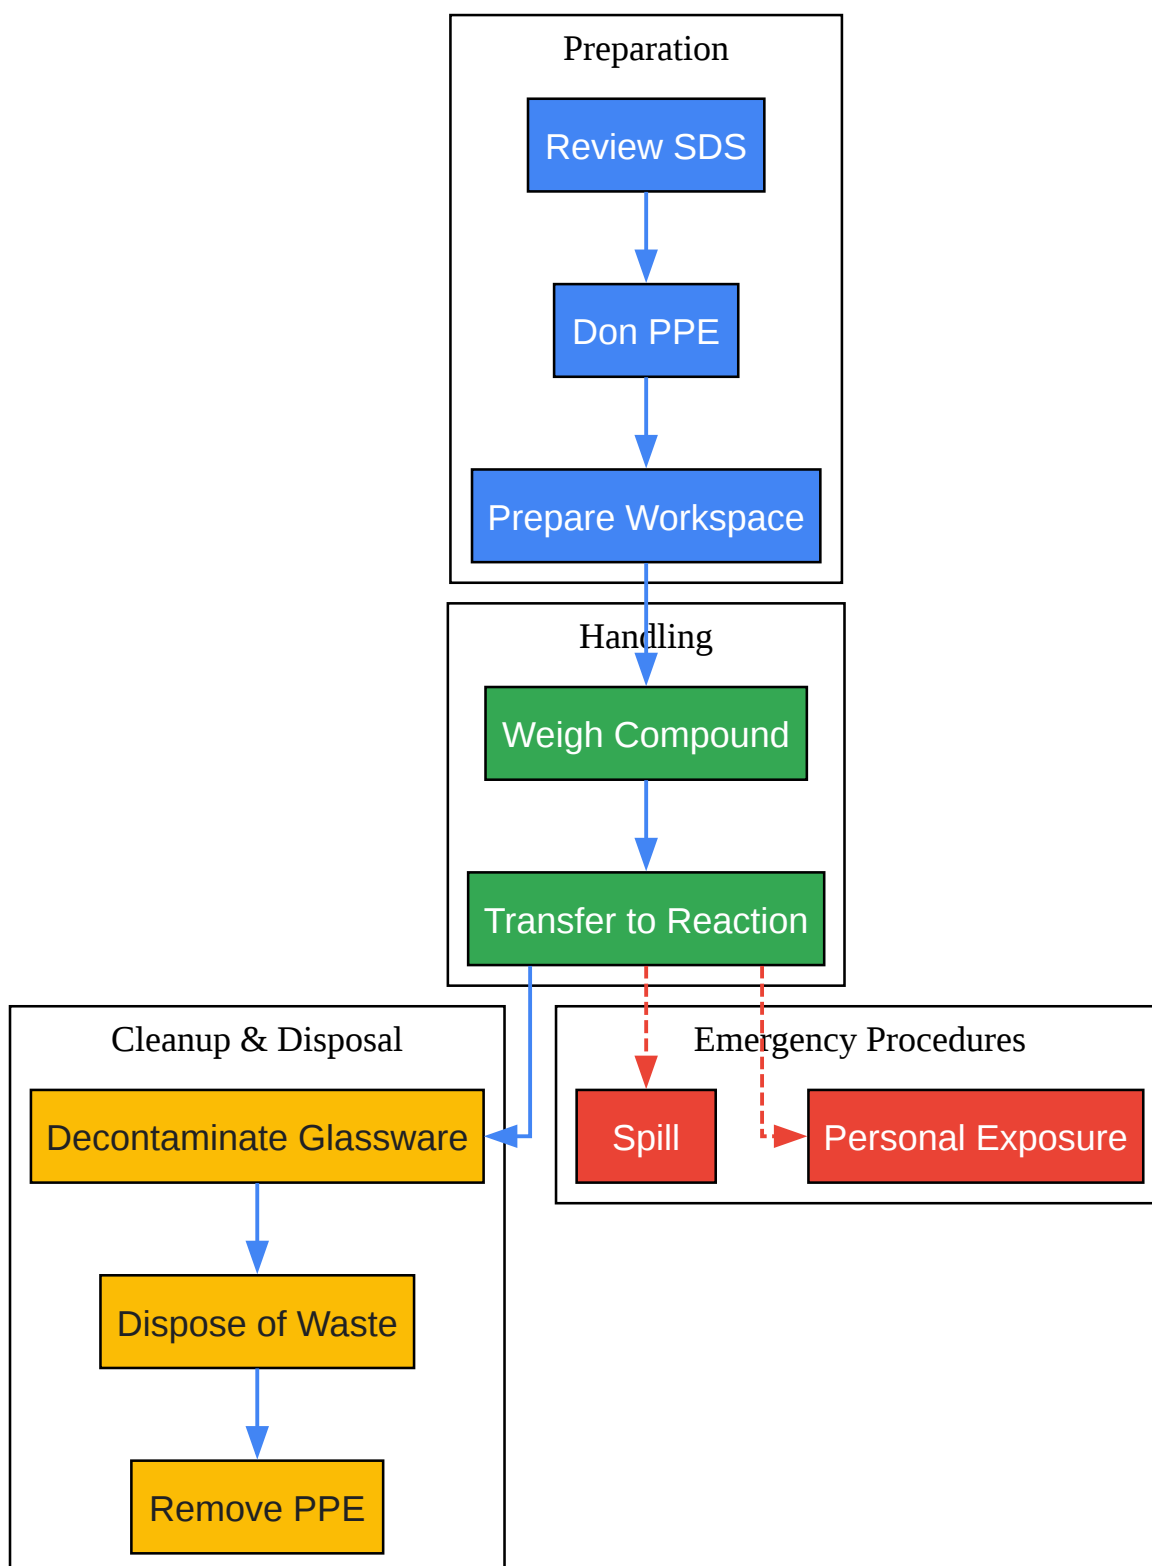 Preparation
Review SDS
Don PPE
Prepare Workspace
Handling
Weigh Compound
Transfer to Reaction
Cleanup & Disposal
Decontaminate Glassware
Dispose of Waste
Remove PPE
Emergency Procedures
Spill
Personal Exposure